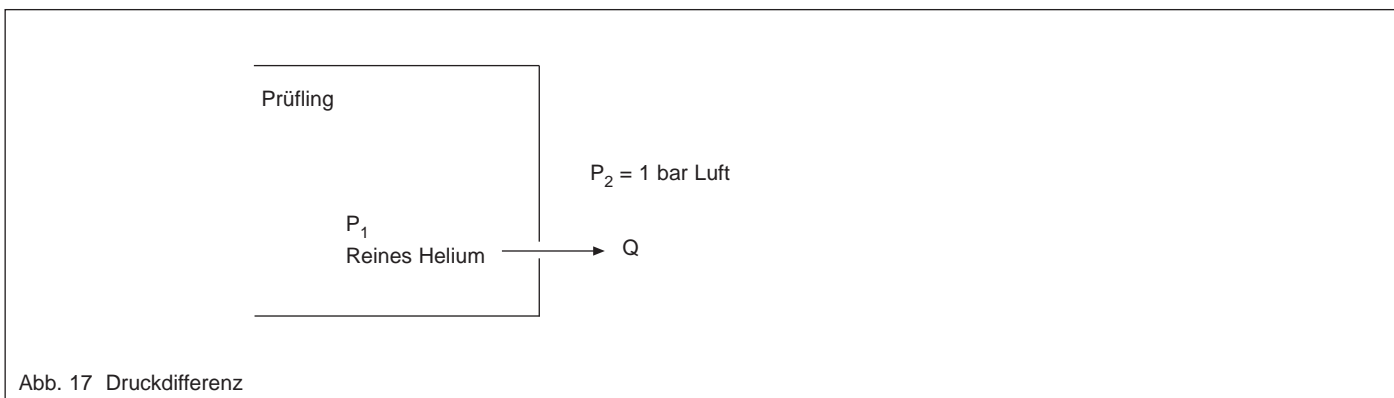 Prüfling
P₂ = 1 bar Luft
P₁
Reines Helium
Q
Abb. 17 Druckdifferenz